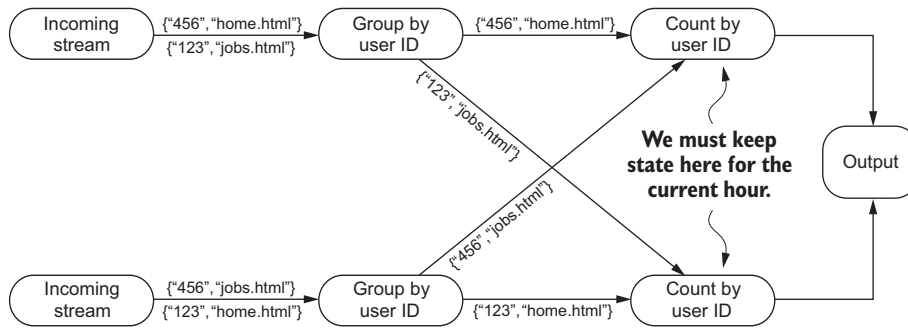 Incoming
stream
{“456”,“home.html”}
{“123”,“jobs.html”}
Group by
user ID
{“456”,“home.html”}
Count by
user ID
{“123”,“jobs.html”}
We must keep
state here for the
current hour.
Output
{“456”,“jobs.html”}
Incoming
stream
{“456”,“jobs.html”}
{“123”,“home.html”}
Group by
user ID
{“123”,“home.html”}
Count by
user ID